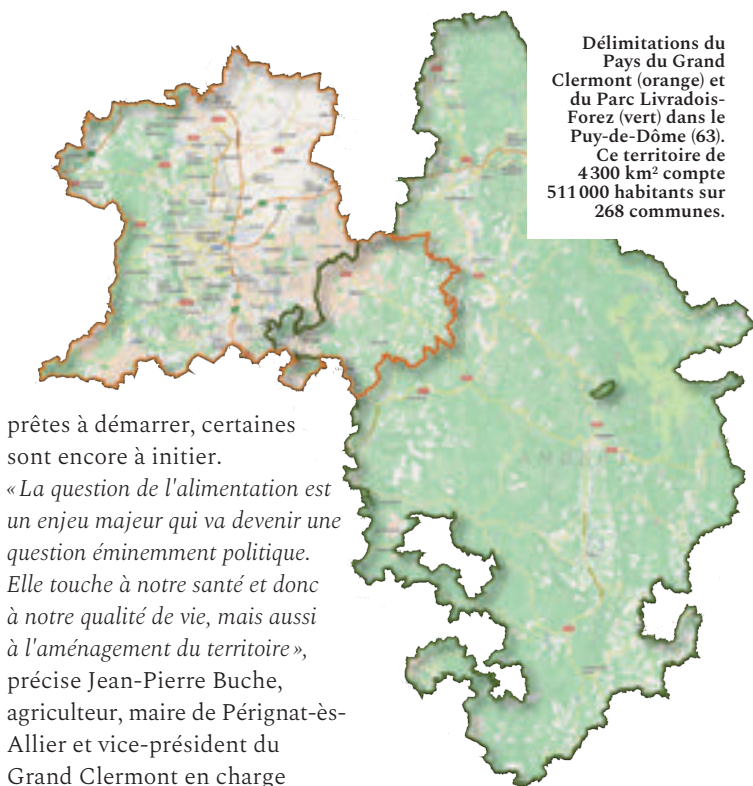 Délimitations du
Pays du Grand
Clermont (orange) et
du Parc Livradois-
Forez (vert) dans le
Puy-de-Dôme (63).
Ce territoire de
4300 km² compte
511000 habitants sur
268 communes.
AMBERT
prêtes à démarrer, certaines
sont encore à initier.
« La question de l'alimentation est
un enjeu majeur qui va devenir une
question éminemment politique.
Elle touche à notre santé et donc
à notre qualité de vie, mais aussi
à l'aménagement du territoire »,
précise Jean-Pierre Buche,
agriculteur, maire de Pérignat-ès-
Allier et vice-président du
Grand Clermont en charge